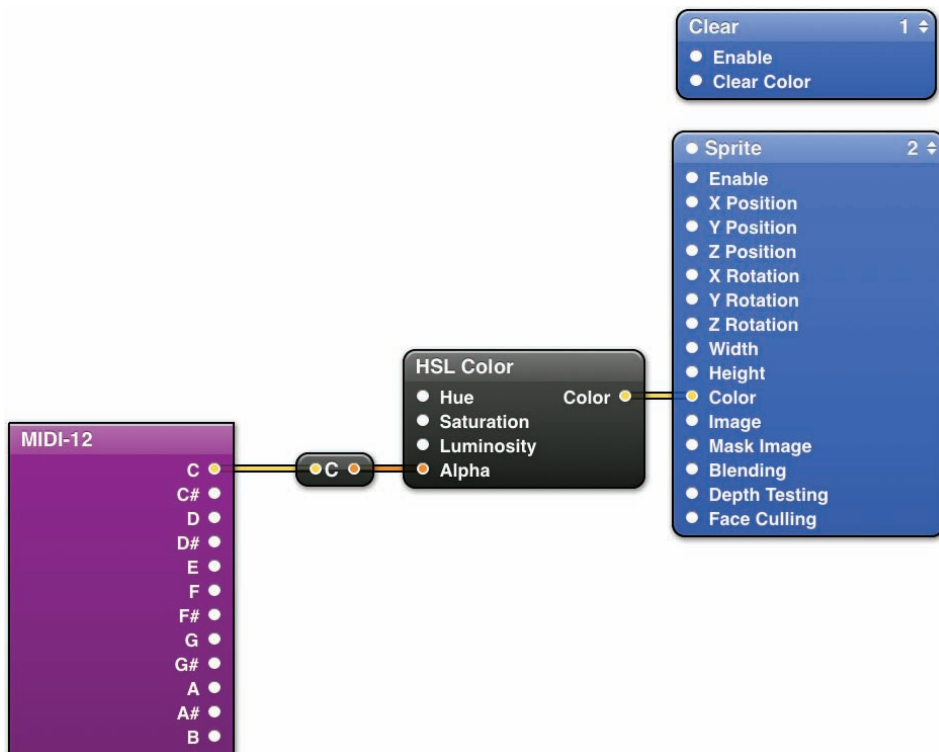 Clear 1
Enable
Clear Color
Sprite 2
Enable
X Position
Y Position
Z Position
X Rotation
Y Rotation
Z Rotation
Width
Height
Color
Image
Mask Image
Blending
Depth Testing
Face Culling
HSL Color
Hue Color
Saturation
Luminosity
Alpha
C
MIDI-12
C
C#
D
D#
E
F
F#
G
G#
A
A#
B